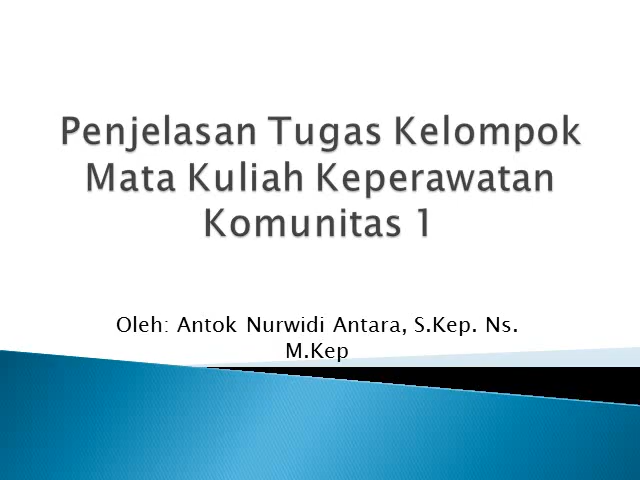 Penjelasan Tugas Kelompok
Mata Kuliah Keperawatan
Komunitas 1
Oleh: Antok Nurwidi Antara, S.Kep. Ns.
M.Kep